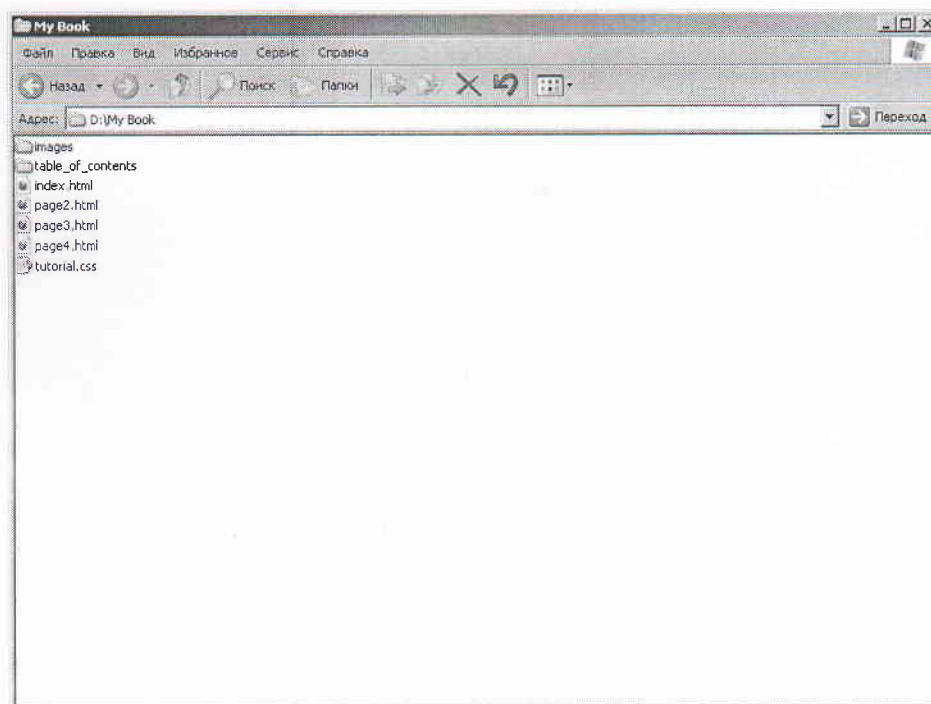 My Book
Файл Правка Вид Избранное Сервис Справка
Назад Поиск Папки
Адрес: D:\My Book Переход
images
table_of_contents
index.html
page2.html
page3.html
page4.html
tutorial.css